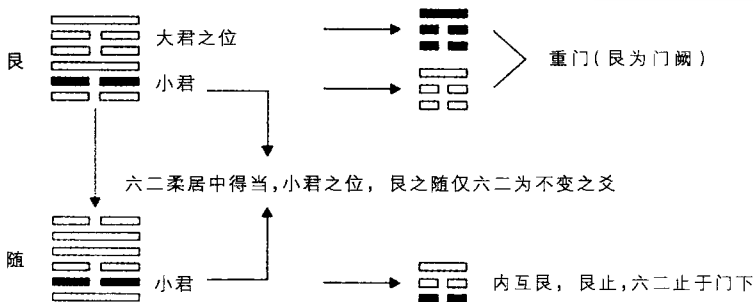 大君之位
重门(艮为门阙)
艮
小君
六二柔居中得当,小君之位, 艮之随仅六二为不变之爻
随
小君
内互艮, 艮止,六二止于门下